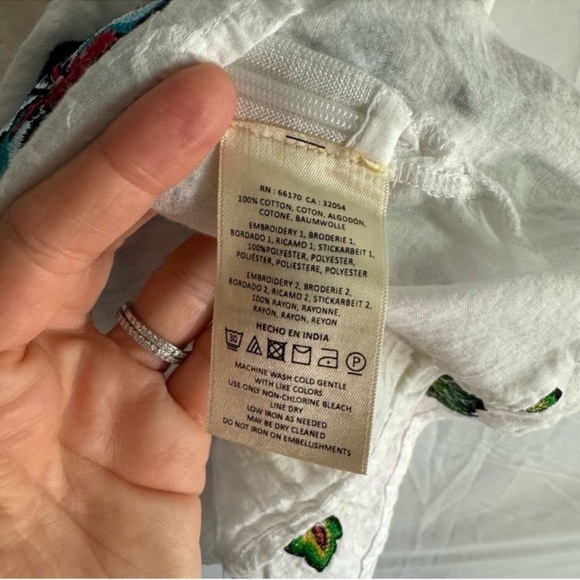 RN : 66170 CA : 32054
100% COTTON, COTON, ALGODÓN,
COTONE, BAUMWOLLE
EMBROIDERY 1, BRODERIE 1,
BORDADO 1, RICAMO 1, STICKARBEIT 1,
100%POLYESTER, POLYESTER,
POLIÉSTER, POLIESTERE, POLYESTER
EMBROIDERY 2, BRODERIE 2,
BORDADO 2, RICAMO 2, STICKARBEIT 2,
100% RAYON, RAYONNE,
RAYÓN, RAYON, REYON
HECHO EN INDIA
30 P
MACHINE WASH COLD GENTLE
WITH LIKE COLORS
USE ONLY NON-CHLORINE BLEACH
LINE DRY
LOW IRON AS NEEDED
MAY BE DRY CLEANED
DO NOT IRON ON EMBELLISHMENTS